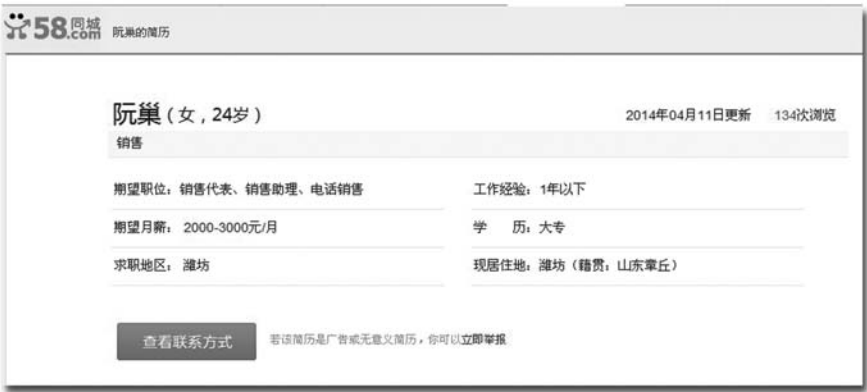 58同城.com 阮巢的简历
阮巢（女，24岁） 2014年04月11日更新 134次浏览
销售
期望职位：销售代表、销售助理、电话销售 工作经验：1年以下
期望月薪： 2000-3000元/月 学 历：大专
求职地区： 潍坊 现居住地：潍坊（籍贯：山东章丘）
查看联系方式 若该简历是广告或无意义简历，你可以立即举报